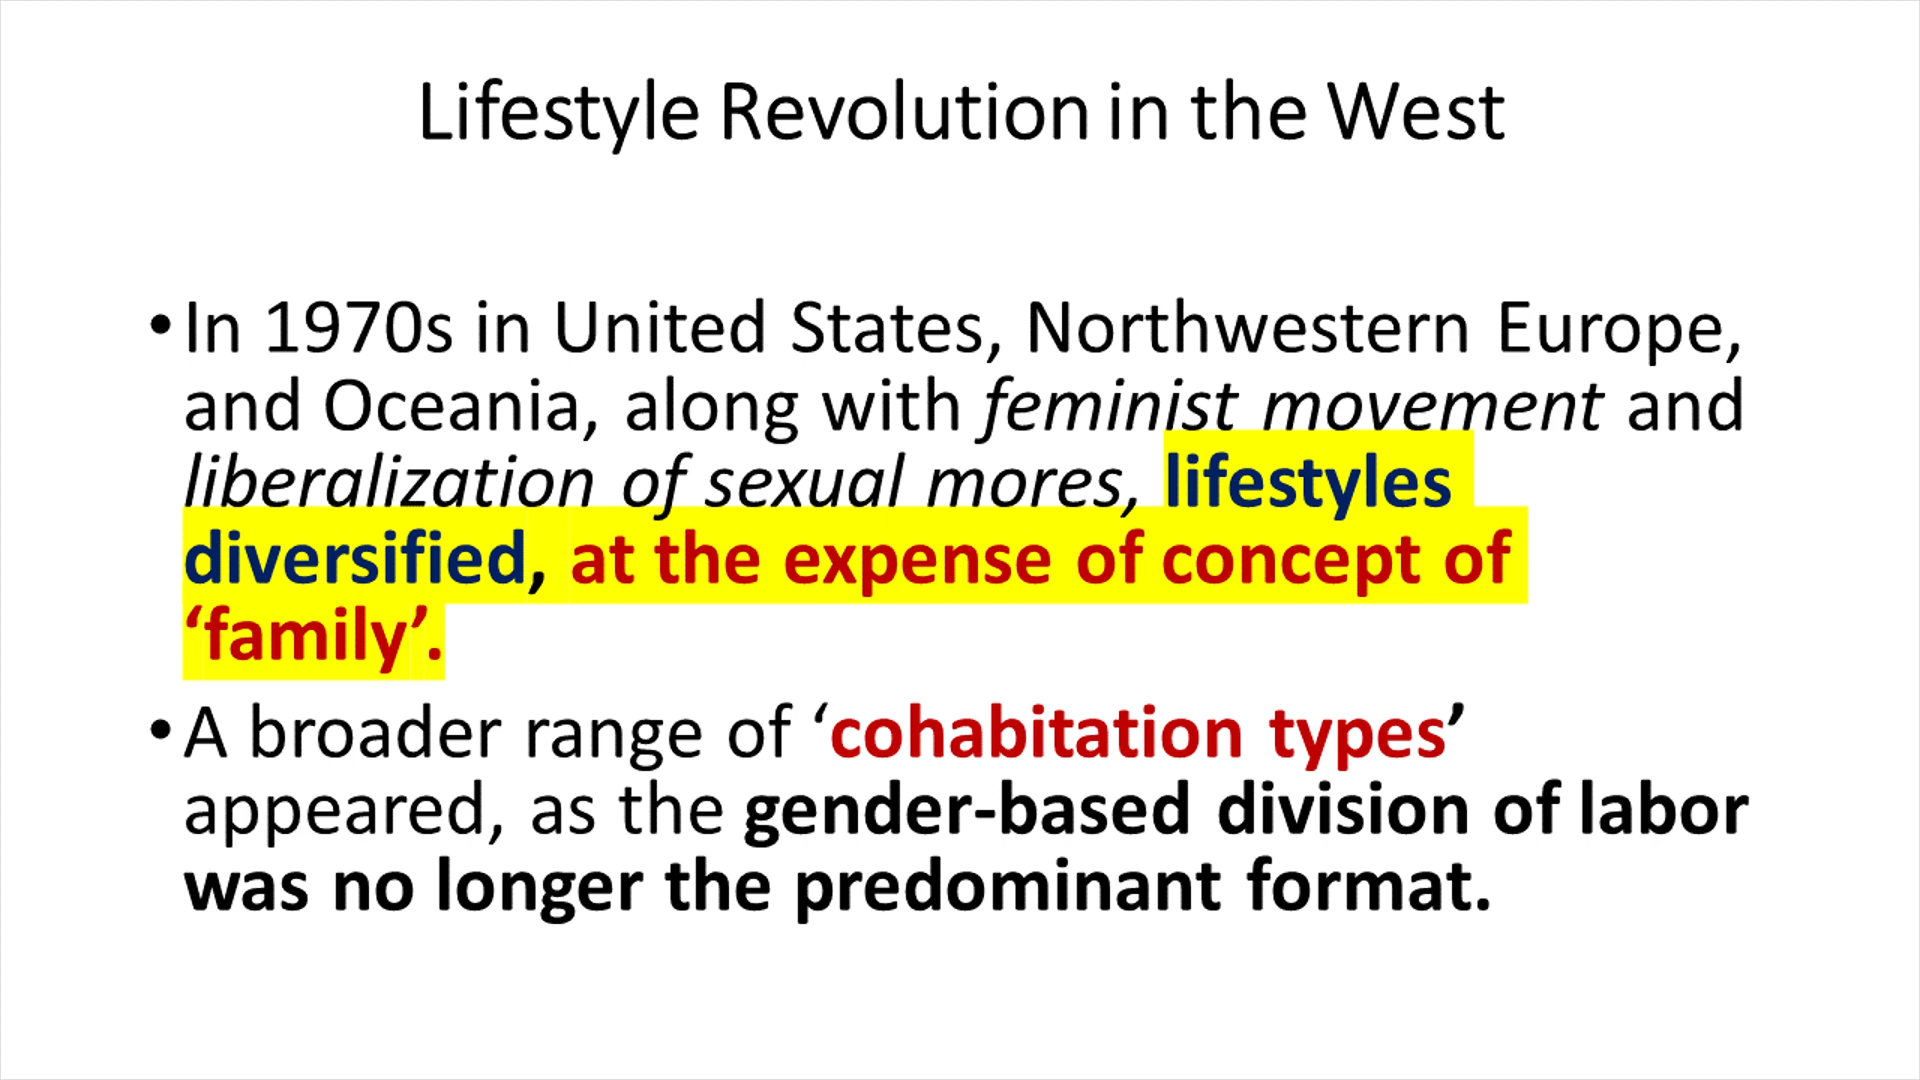 Lifestyle Revolution in the West
•In 1970s in United States, Northwestern Europe,
and Oceania, along with feminist movement and
liberalization of sexual mores, lifestyles
diversified, at the expense of concept of
‘family’.
•A broader range of ‘cohabitation types’
appeared, as the gender-based division of labor
was no longer the predominant format.